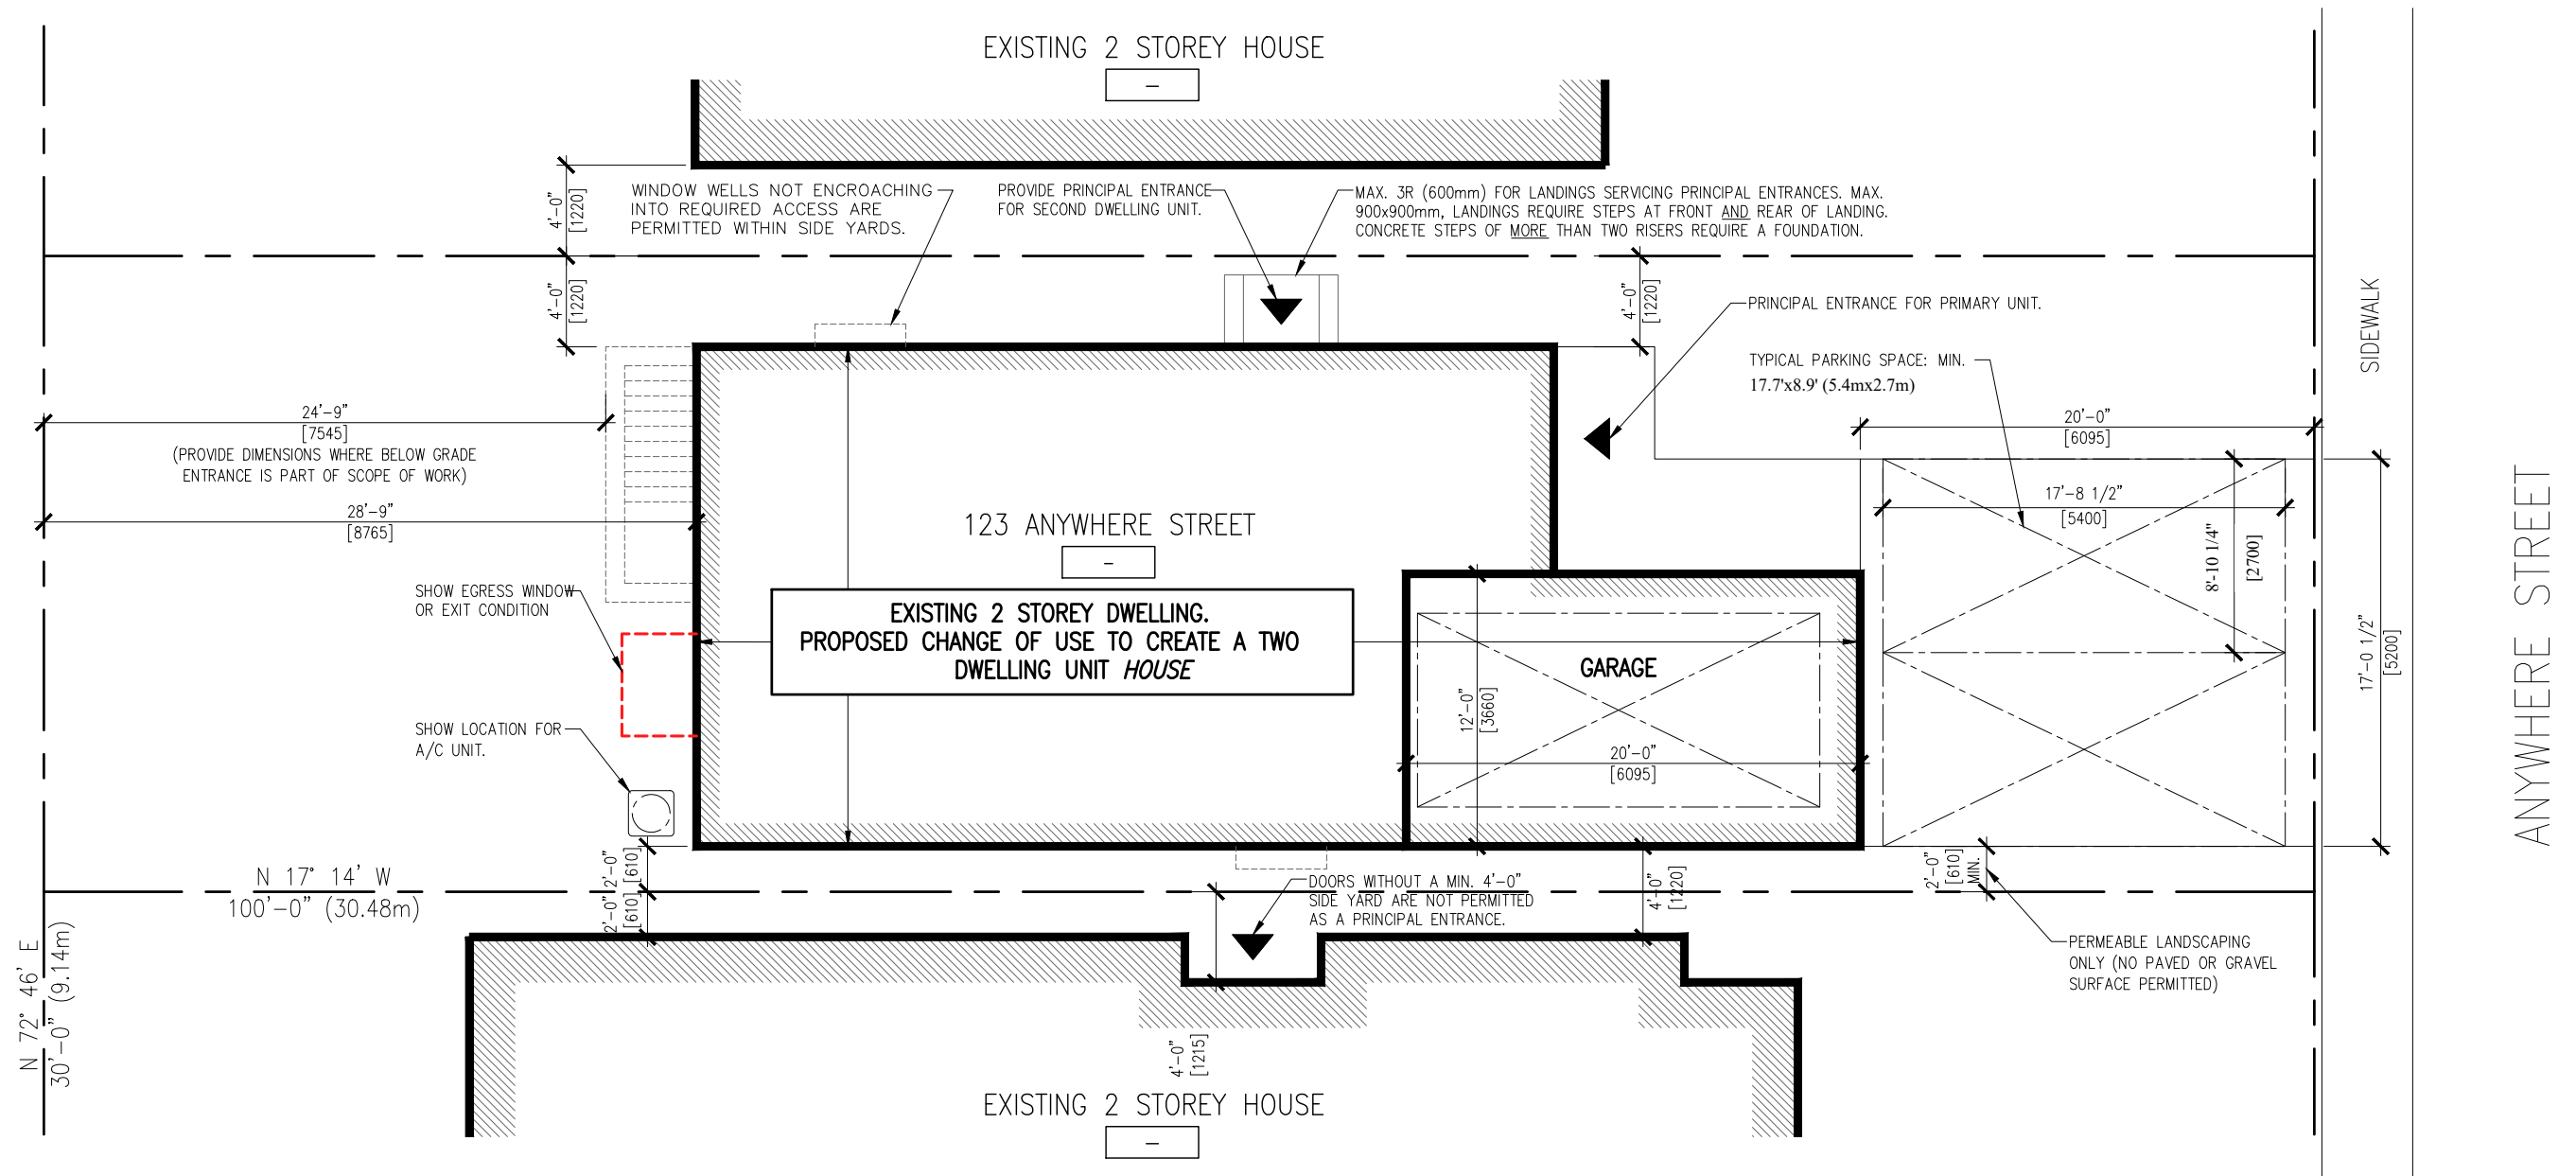 EXISTING 2 STOREY HOUSE
-
WINDOW WELLS NOT ENCROACHING
INTO REQUIRED ACCESS ARE
PERMITTED WITHIN SIDE YARDS.
PROVIDE PRINCIPAL ENTRANCE
FOR SECOND DWELLING UNIT.
MAX. 3R (600mm) FOR LANDINGS SERVICING PRINCIPAL ENTRANCES. MAX.
900x900mm, LANDINGS REQUIRE STEPS AT FRONT AND REAR OF LANDING.
CONCRETE STEPS OF MORE THAN TWO RISERS REQUIRE A FOUNDATION.
4'-0"
[1220]
4'-0"
[1220]
4'-0"
[1220]
PRINCIPAL ENTRANCE FOR PRIMARY UNIT.
TYPICAL PARKING SPACE: MIN.
17.7'x8.9' (5.4mx2.7m)
SIDEWALK
ANYWHERE STREET
24'-9"
[7545]
(PROVIDE DIMENSIONS WHERE BELOW GRADE
ENTRANCE IS PART OF SCOPE OF WORK)
28'-9"
[8765]
20'-0"
[6095]
17'-8 1/2"
[5400]
8'-10 1/4"
[2700]
17'-0 1/2"
[5200]
123 ANYWHERE STREET
-
EXISTING 2 STOREY DWELLING.
PROPOSED CHANGE OF USE TO CREATE A TWO
DWELLING UNIT HOUSE
SHOW EGRESS WINDOW
OR EXIT CONDITION
GARAGE
12'-0"
[3660]
20'-0"
[6095]
SHOW LOCATION FOR
A/C UNIT.
2'-0"
[610]
2'-0"
[610]
N 17° 14' W
100'-0" (30.48m)
N 72° 46' E
30'-0" (9.14m)
DOORS WITHOUT A MIN. 4'-0"
SIDE YARD ARE NOT PERMITTED
AS A PRINCIPAL ENTRANCE.
4'-0"
[1220]
2'-0"
[610]
MIN.
PERMEABLE LANDSCAPING
ONLY (NO PAVED OR GRAVEL
SURFACE PERMITTED)
4'-0"
[1215]
EXISTING 2 STOREY HOUSE
-